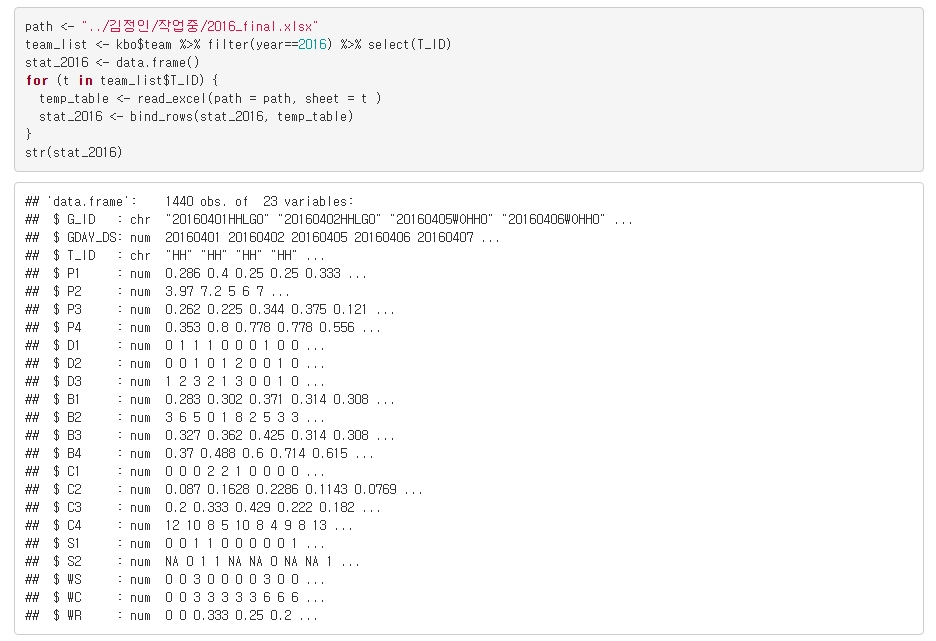 path <- "../김정인/작업중/2016_final.xlsx"
team_list <- kbo$team %>% filter(year==2016) %>% select(T_ID)
stat_2016 <- data.frame()
for (t in team_list$T_ID) {
  temp_table <- read_excel(path = path, sheet = t )
  stat_2016 <- bind_rows(stat_2016, temp_table)
}
str(stat_2016)
## 'data.frame':    1440 obs. of  23 variables:
##  $ G_ID   : chr  "20160401HHLG0" "20160402HHLG0" "20160405WOHH0" "20160406WOHH0" ...
##  $ GDAY_DS: num  20160401 20160402 20160405 20160406 20160407 ...
##  $ T_ID   : chr  "HH" "HH" "HH" "HH" ...
##  $ P1     : num  0.286 0.4 0.25 0.25 0.333 ...
##  $ P2     : num  3.97 7.2 5 6 7 ...
##  $ P3     : num  0.262 0.225 0.344 0.375 0.121 ...
##  $ P4     : num  0.353 0.8 0.778 0.778 0.556 ...
##  $ D1     : num  0 1 1 1 0 0 0 1 0 0 ...
##  $ D2     : num  0 0 1 0 1 2 0 0 1 0 ...
##  $ D3     : num  1 2 3 2 1 3 0 0 1 0 ...
##  $ B1     : num  0.283 0.302 0.371 0.314 0.308 ...
##  $ B2     : num  3 6 5 0 1 8 2 5 3 3 ...
##  $ B3     : num  0.327 0.362 0.425 0.314 0.308 ...
##  $ B4     : num  0.37 0.488 0.6 0.714 0.615 ...
##  $ C1     : num  0 0 0 2 2 1 0 0 0 0 ...
##  $ C2     : num  0.087 0.1628 0.2286 0.1143 0.0769 ...
##  $ C3     : num  0.2 0.333 0.429 0.222 0.182 ...
##  $ C4     : num  12 10 8 5 10 8 4 9 8 13 ...
##  $ S1     : num  0 0 1 1 0 0 0 0 0 1 ...
##  $ S2     : num  NA 0 1 1 NA NA 0 NA NA 1 ...
##  $ WS     : num  0 0 3 0 0 0 0 3 0 0 ...
##  $ WC     : num  0 0 3 3 3 3 3 6 6 6 ...
##  $ WR     : num  0 0 0.333 0.25 0.2 ...